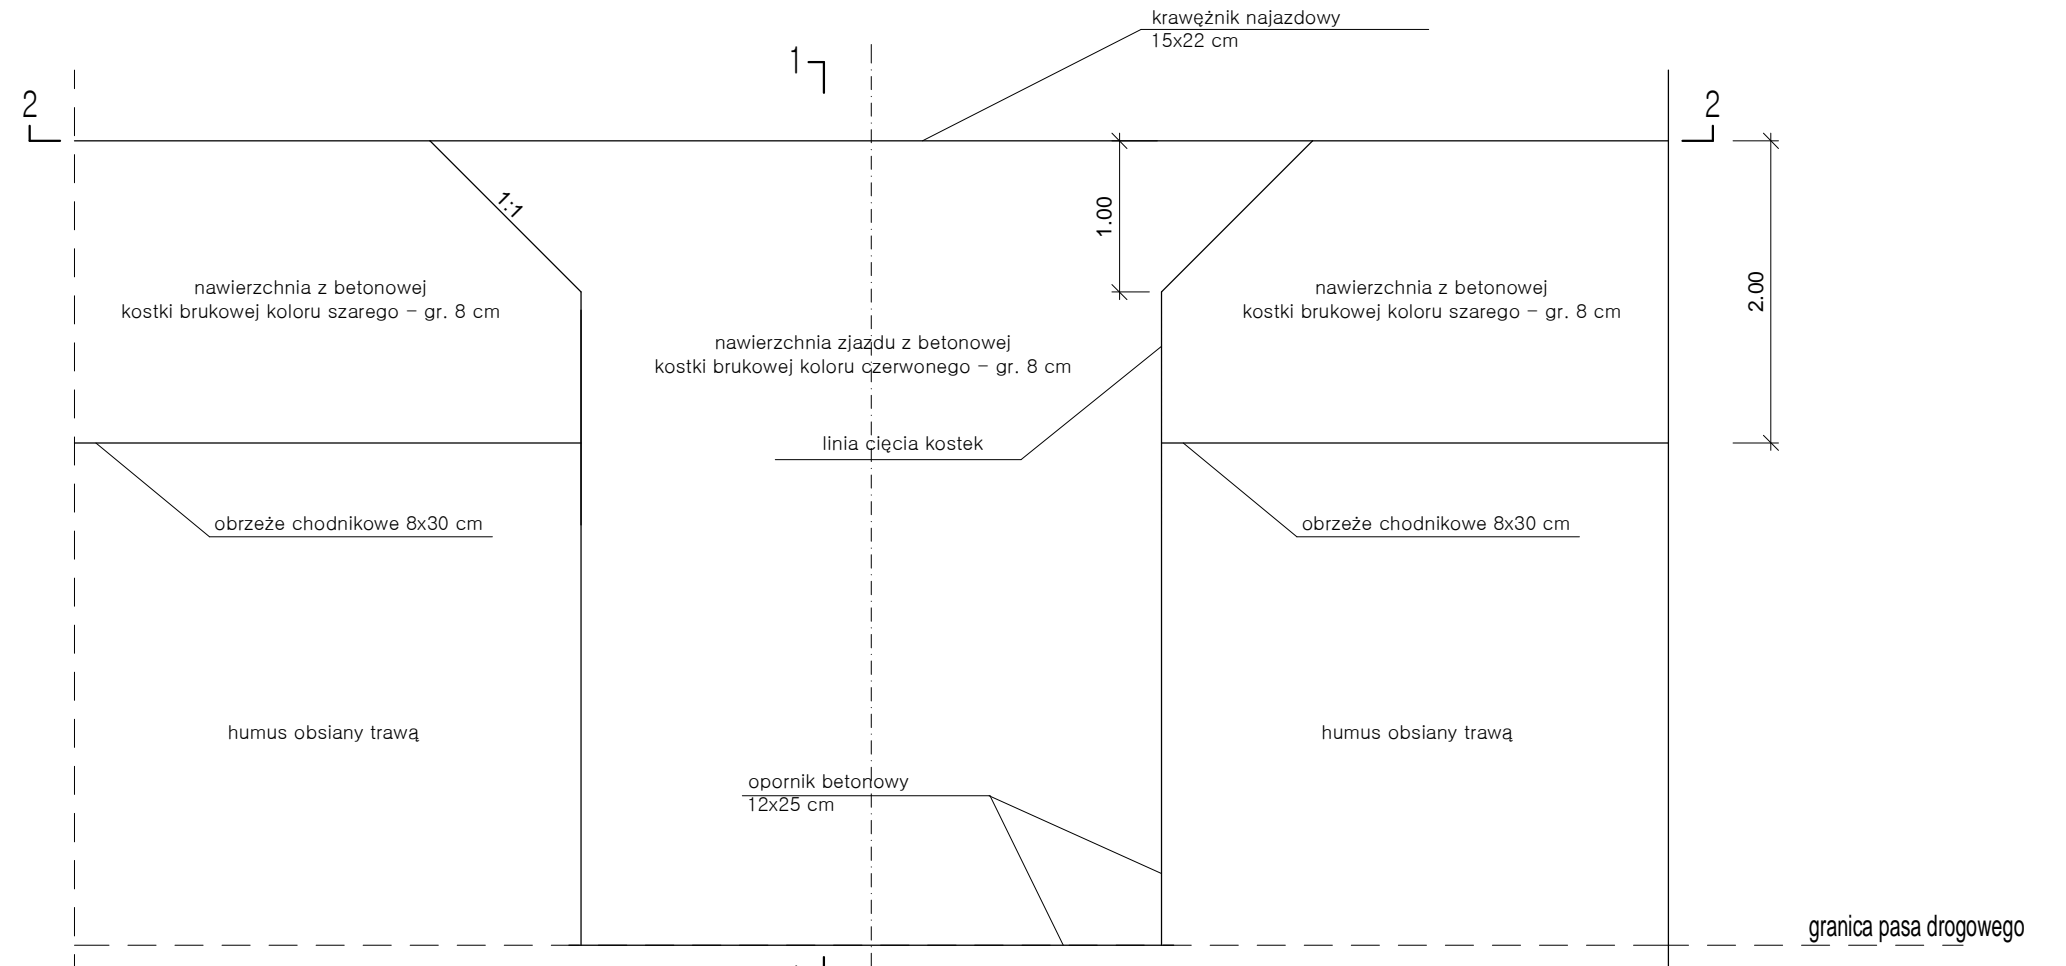 krawężnik najazdowy
15x22 cm
1
2
2
1:1
1.00
2.00
nawierzchnia z betonowej
kostki brukowej koloru szarego - gr. 8 cm
nawierzchnia zjazdu z betonowej
kostki brukowej koloru czerwonego - gr. 8 cm
nawierzchnia z betonowej
kostki brukowej koloru szarego - gr. 8 cm
linia cięcia kostek
obrzeże chodnikowe 8x30 cm
obrzeże chodnikowe 8x30 cm
humus obsiany trawą
humus obsiany trawą
opornik betonowy
12x25 cm
granica pasa drogowego